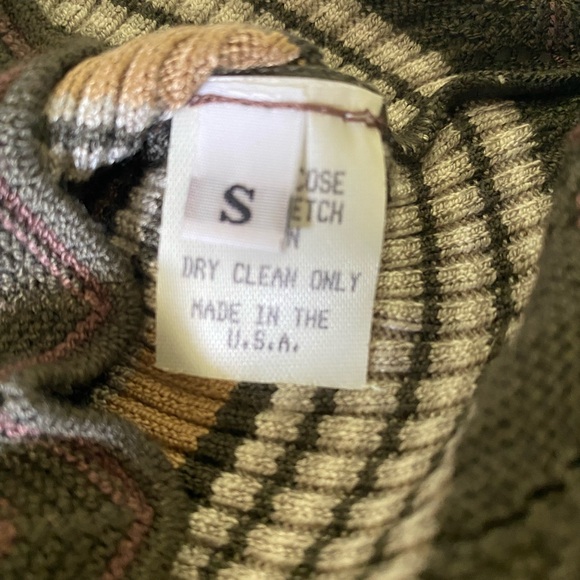 S
COSE
ETCH
N
DRY CLEAN ONLY
MADE IN THE
U.S.A.